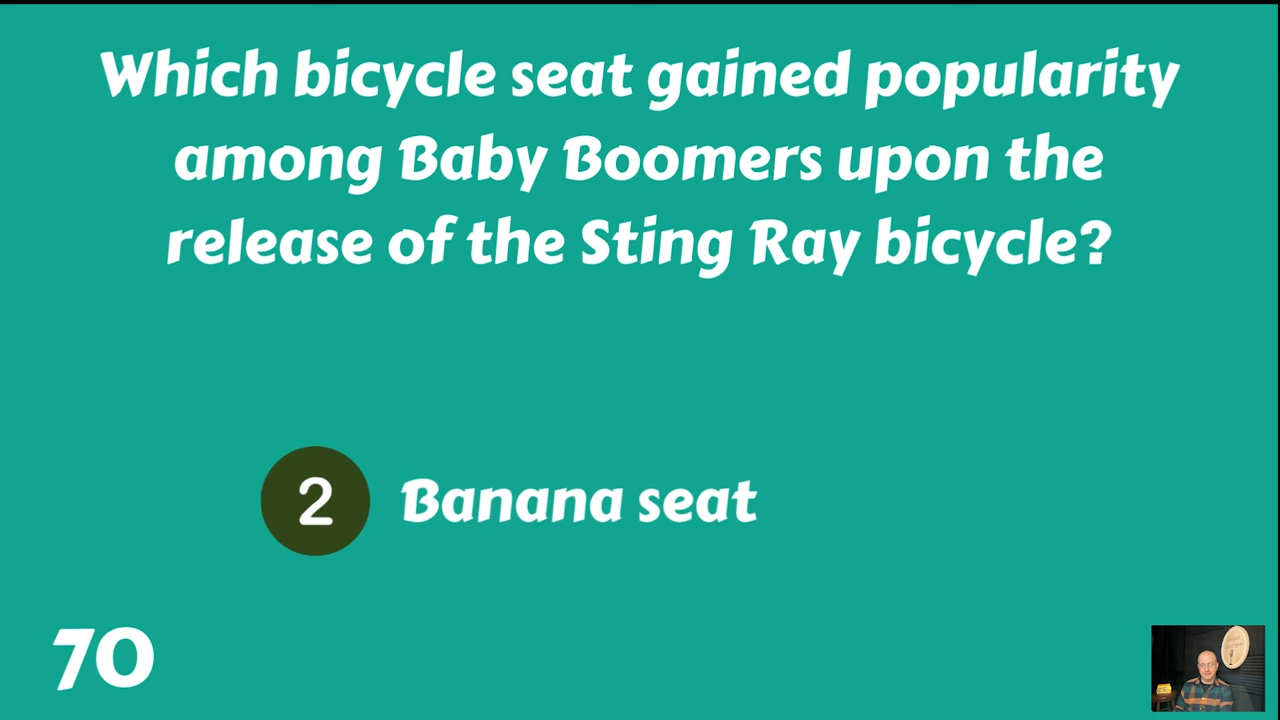 Which bicycle seat gained popularity
among Baby Boomers upon the
release of the Sting Ray bicycle?
2 Banana seat
70